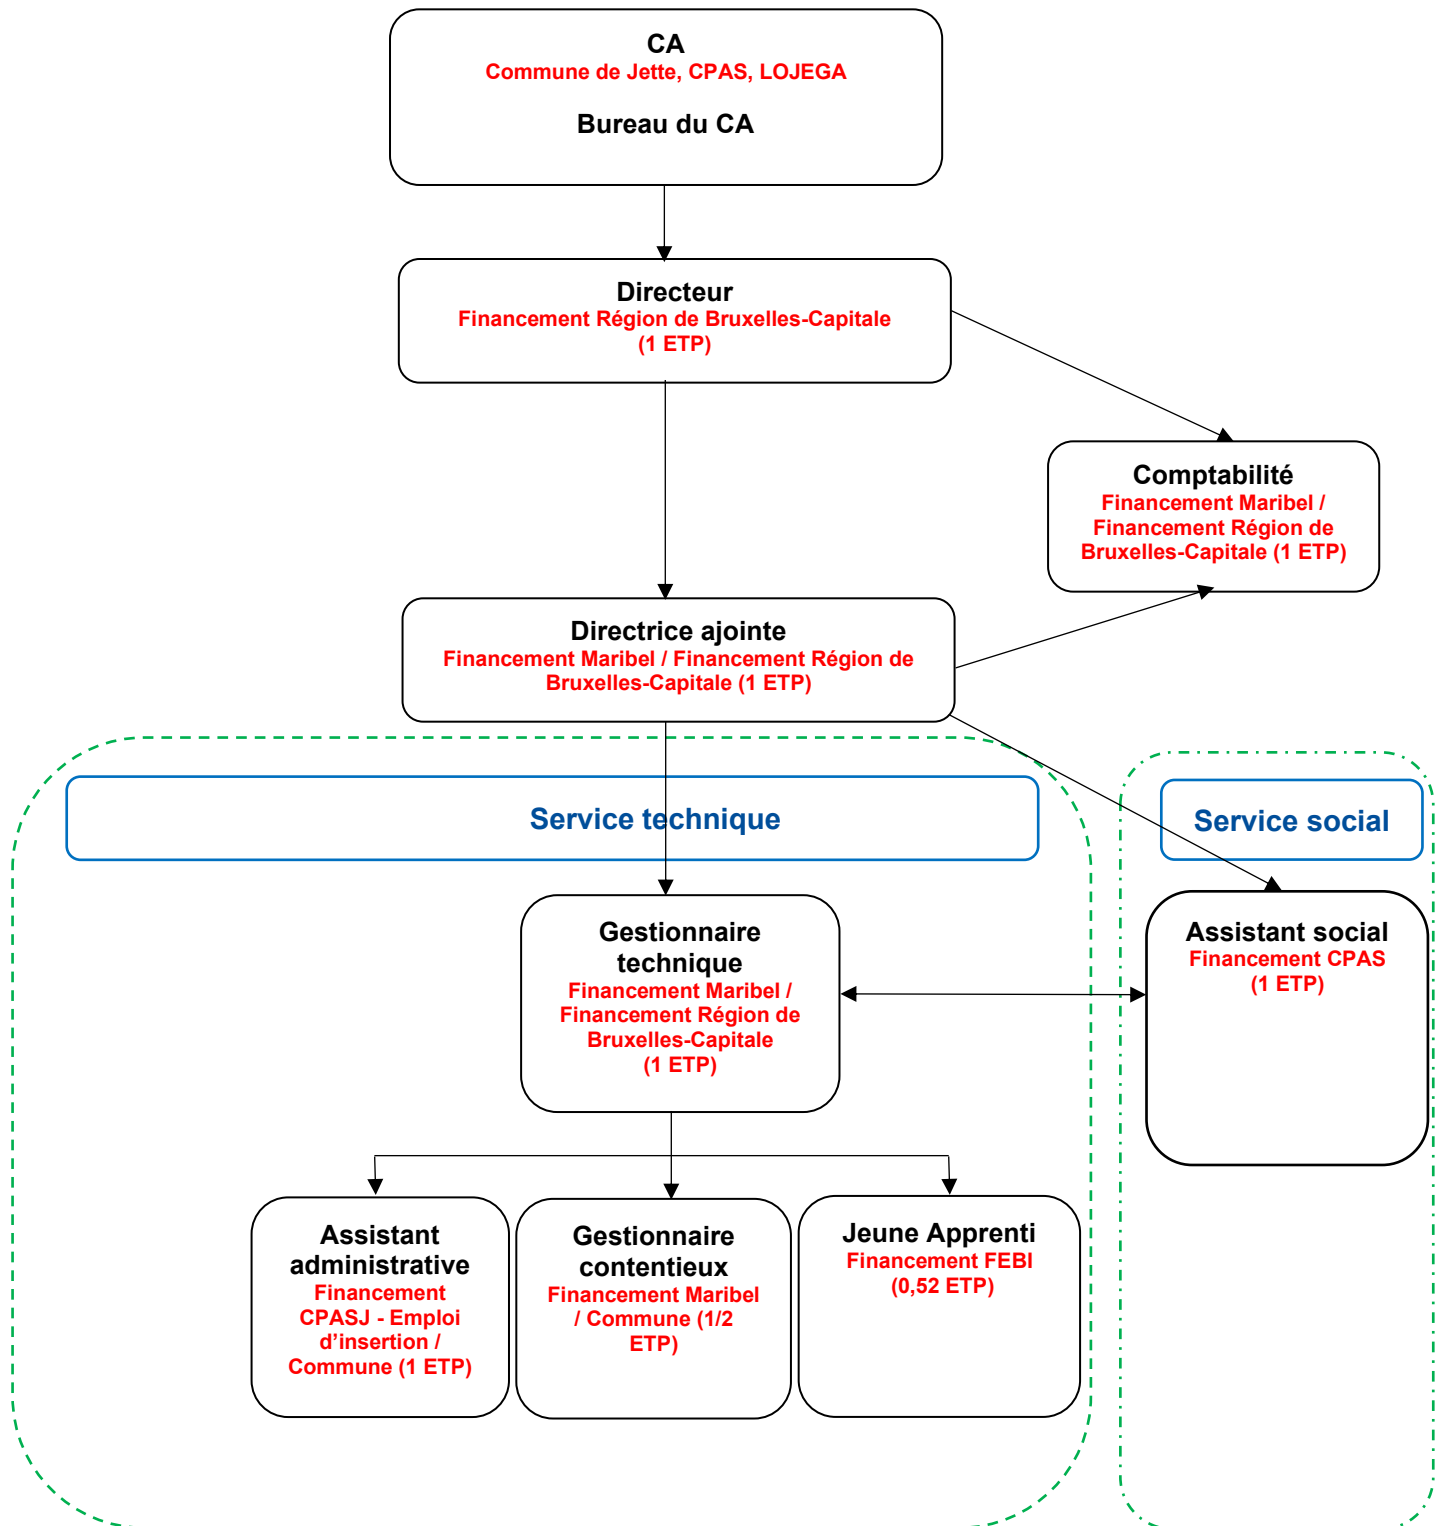 CA
Commune de Jette, CPAS, LOJEGA
Bureau du CA
Directeur
Financement Région de Bruxelles-Capitale
(1 ETP)
Comptabilité
Financement Maribel /
Financement Région de
Bruxelles-Capitale (1 ETP)
Directrice ajointe
Financement Maribel / Financement Région de
Bruxelles-Capitale (1 ETP)
Service technique
Service social
Gestionnaire
technique
Financement Maribel /
Financement Région de
Bruxelles-Capitale
(1 ETP)
Assistant social
Financement CPAS
(1 ETP)
Assistant
administrative
Financement
CPASJ - Emploi
d’insertion /
Commune (1 ETP)
Gestionnaire
contentieux
Financement Maribel
/ Commune (1/2
ETP)
Jeune Apprenti
Financement FEBI
(0,52 ETP)